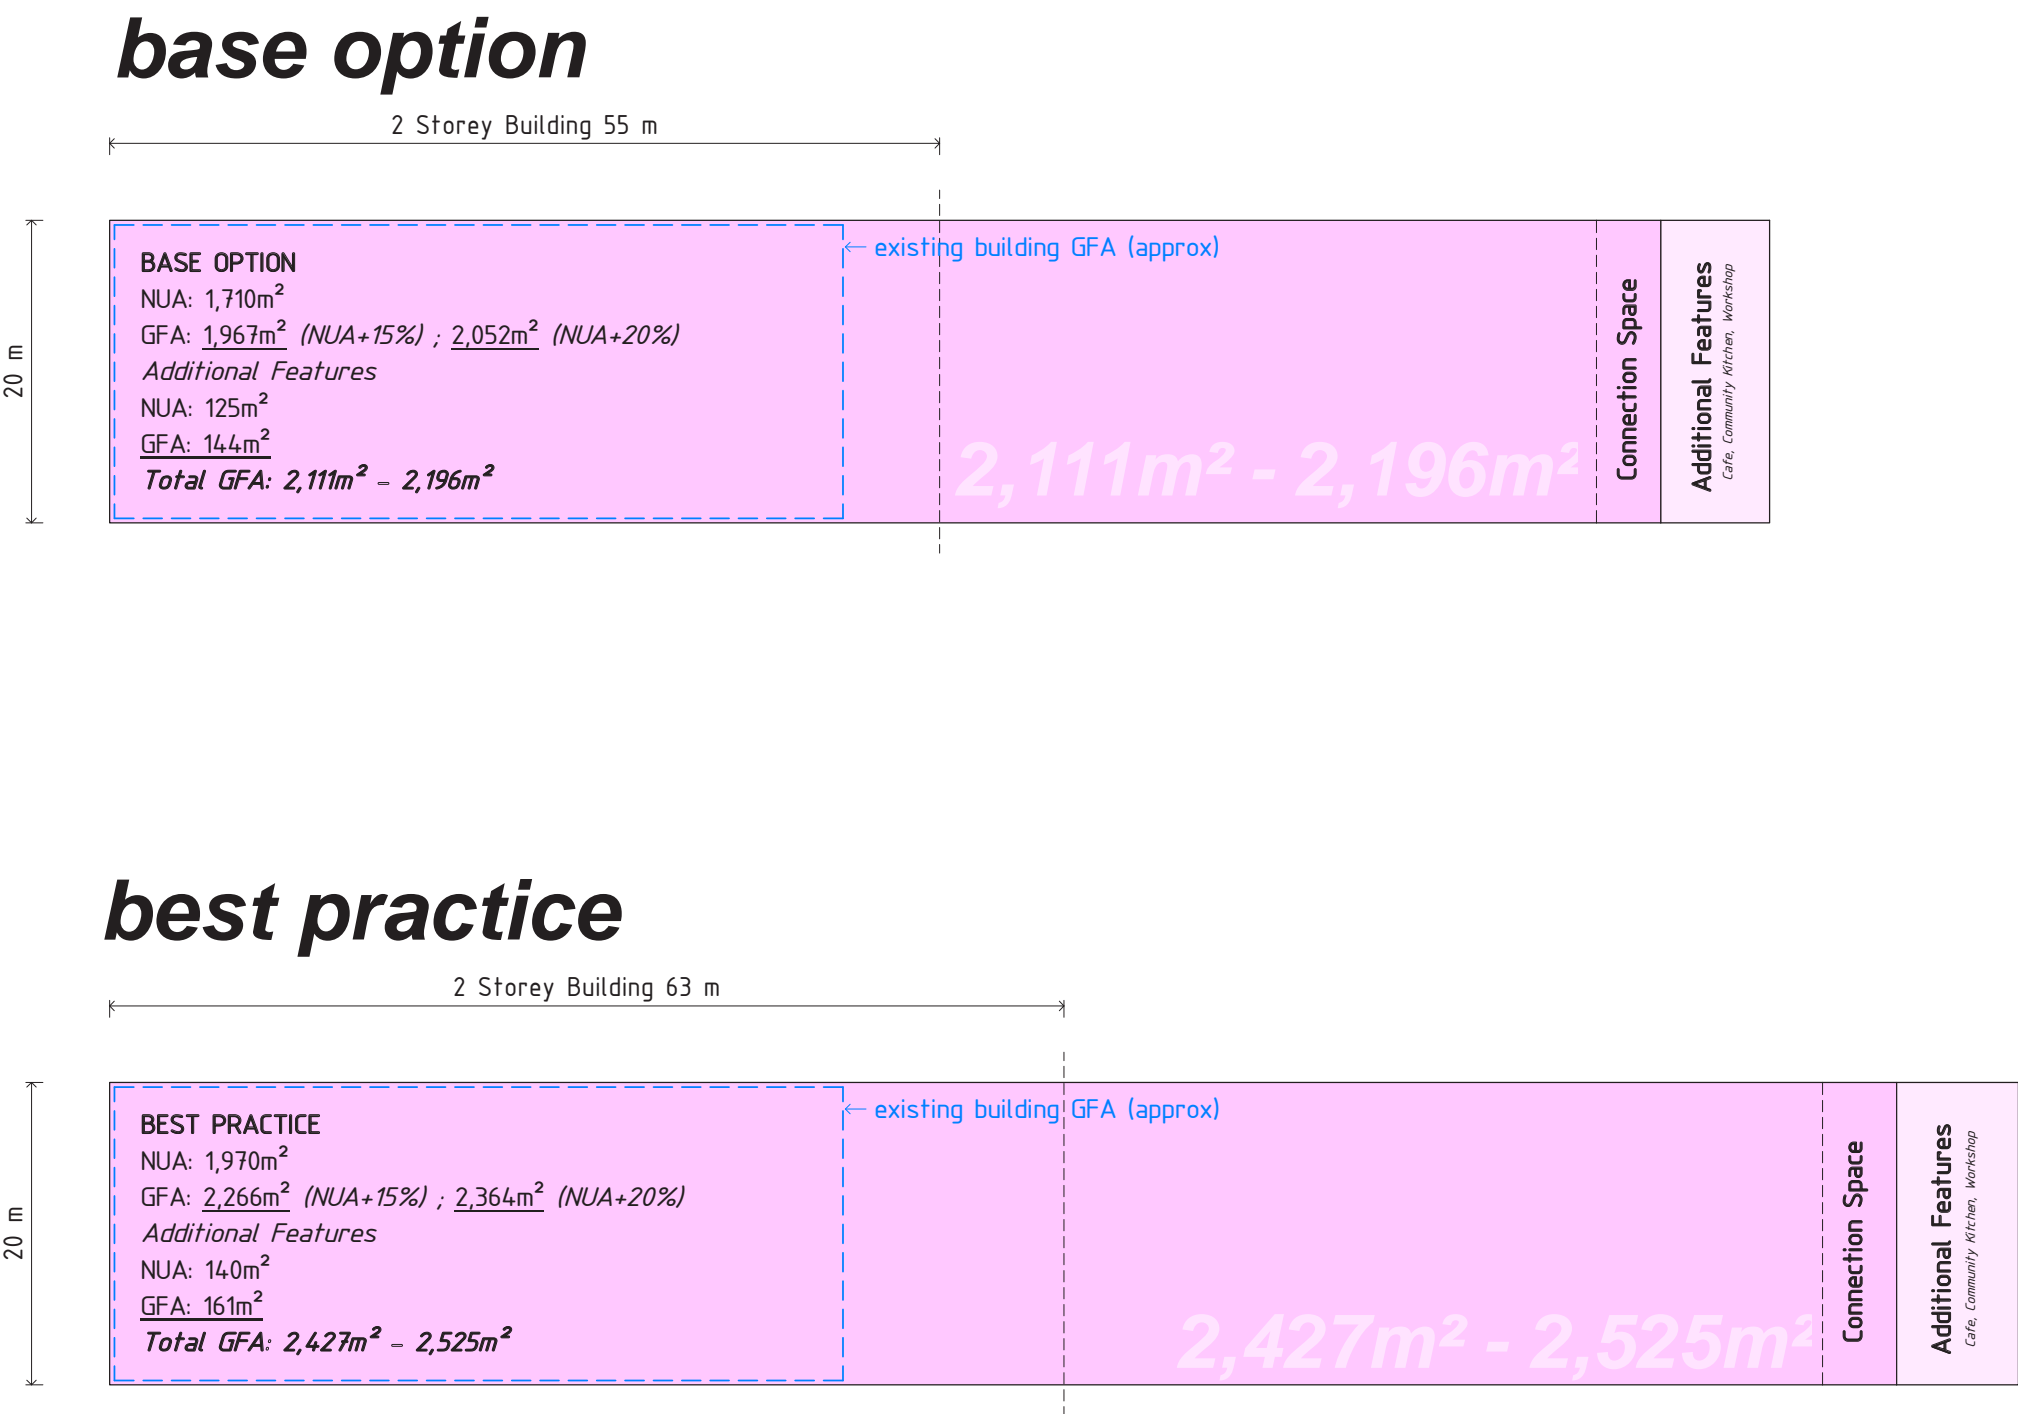 base option
2 Storey Building 55 m
20 m
existing building GFA (approx)
BASE OPTION
NUA: 1,710m²
GFA: 1,967m² (NUA+15%) ; 2,052m² (NUA+20%)
Additional Features
NUA: 125m²
GFA: 144m²
Total GFA: 2,111m² - 2,196m²
2,111m² - 2,196m²
Connection Space
Additional Features
Cafe, Community Kitchen, Workshop
best practice
2 Storey Building 63 m
20 m
existing building GFA (approx)
BEST PRACTICE
NUA: 1,970m²
GFA: 2,266m² (NUA+15%) ; 2,364m² (NUA+20%)
Additional Features
NUA: 140m²
GFA: 161m²
Total GFA: 2,427m² - 2,525m²
2,427m² - 2,525m²
Connection Space
Additional Features
Cafe, Community Kitchen, Workshop